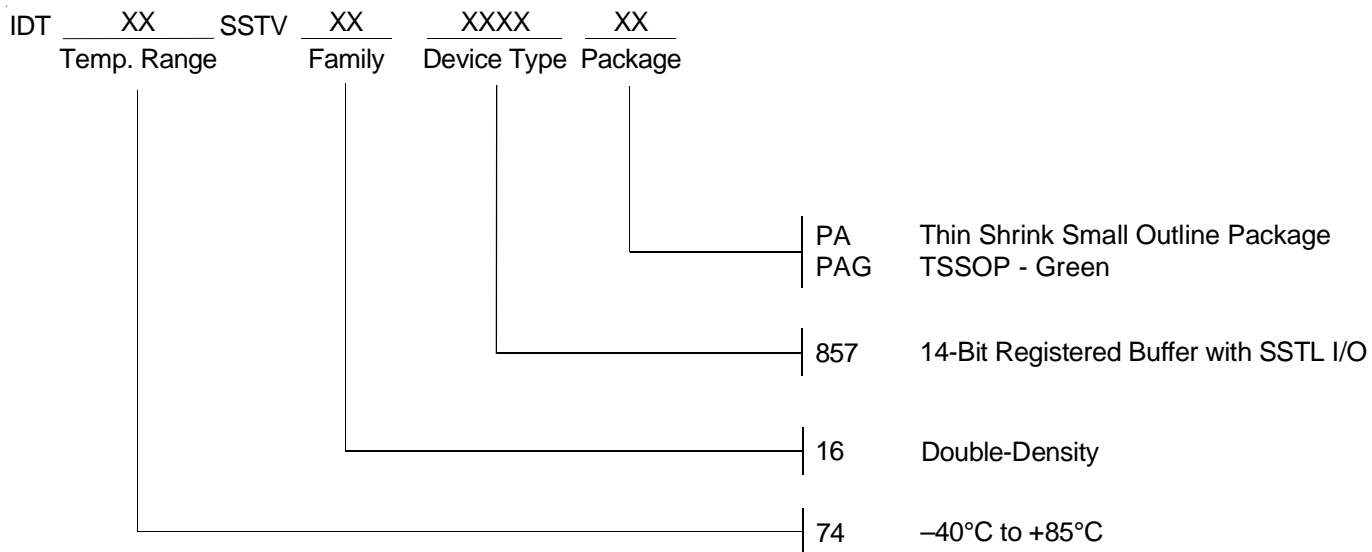 IDT XX SSTV XX XXXX XX
Temp. Range Family Device Type Package
PA Thin Shrink Small Outline Package
PAG TSSOP - Green
857 14-Bit Registered Buffer with SSTL I/O
16 Double-Density
74 –40°C to +85°C